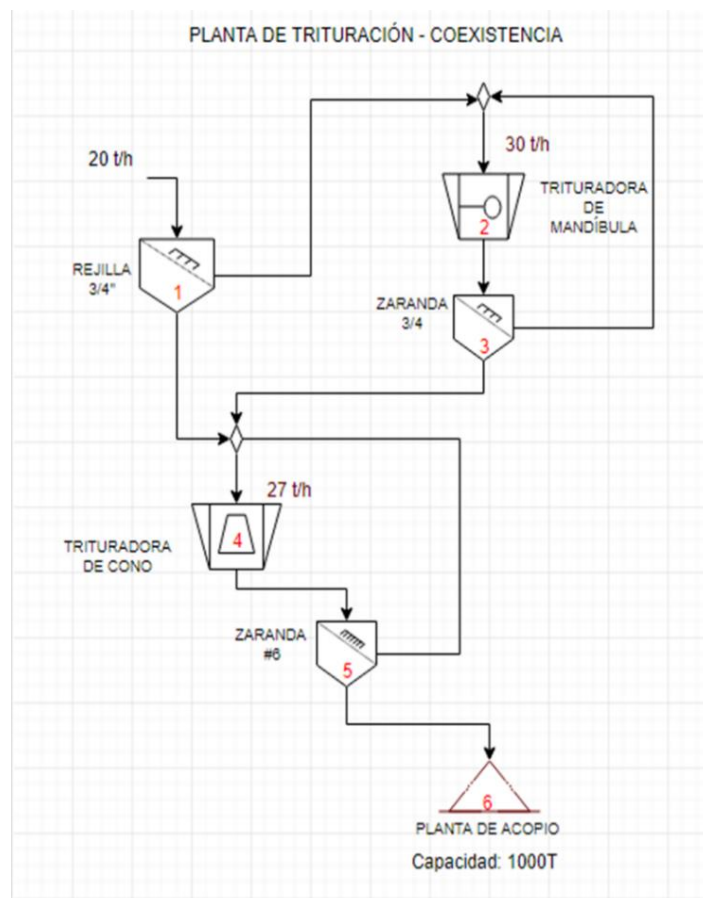 PLANTA DE TRITURACIÓN - COEXISTENCIA
20 t/h
30 t/h
TRITURADORA
DE
MANDÍBULA
2
REJILLA
3/4"
1
ZARANDA
3/4
3
27 t/h
TRITURADORA
DE CONO
4
ZARANDA
#6
5
6
PLANTA DE ACOPIO
Capacidad: 1000T